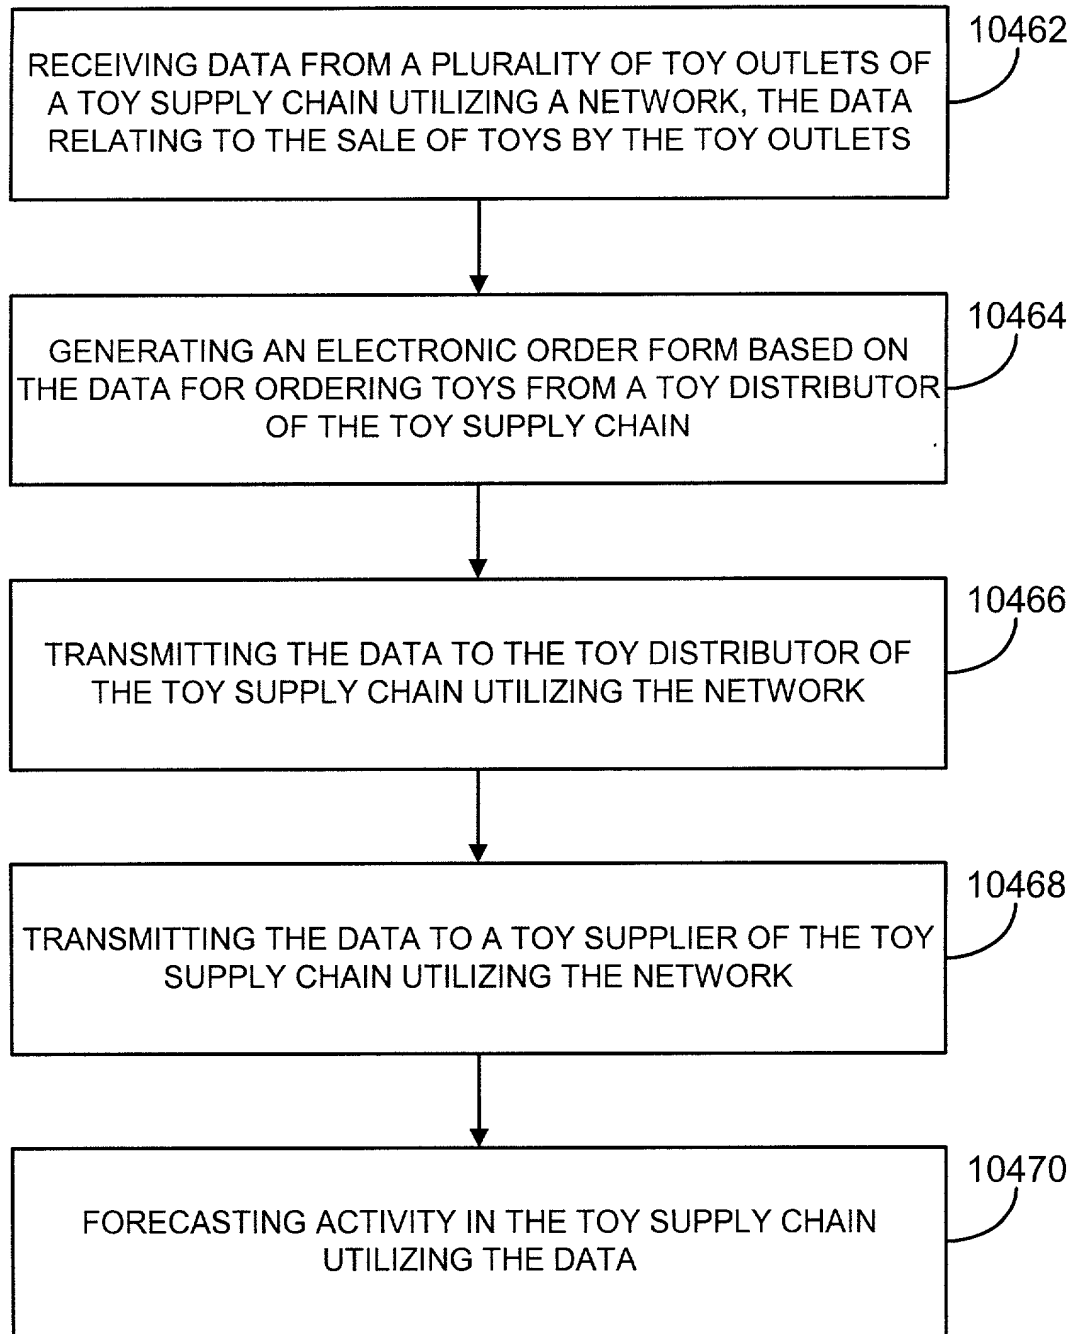 10462
RECEIVING DATA FROM A PLURALITY OF TOY OUTLETS OF
A TOY SUPPLY CHAIN UTILIZING A NETWORK, THE DATA
RELATING TO THE SALE OF TOYS BY THE TOY OUTLETS
10464
GENERATING AN ELECTRONIC ORDER FORM BASED ON
THE DATA FOR ORDERING TOYS FROM A TOY DISTRIBUTOR
OF THE TOY SUPPLY CHAIN
10466
TRANSMITTING THE DATA TO THE TOY DISTRIBUTOR OF
THE TOY SUPPLY CHAIN UTILIZING THE NETWORK
10468
TRANSMITTING THE DATA TO A TOY SUPPLIER OF THE TOY
SUPPLY CHAIN UTILIZING THE NETWORK
10470
FORECASTING ACTIVITY IN THE TOY SUPPLY CHAIN
UTILIZING THE DATA